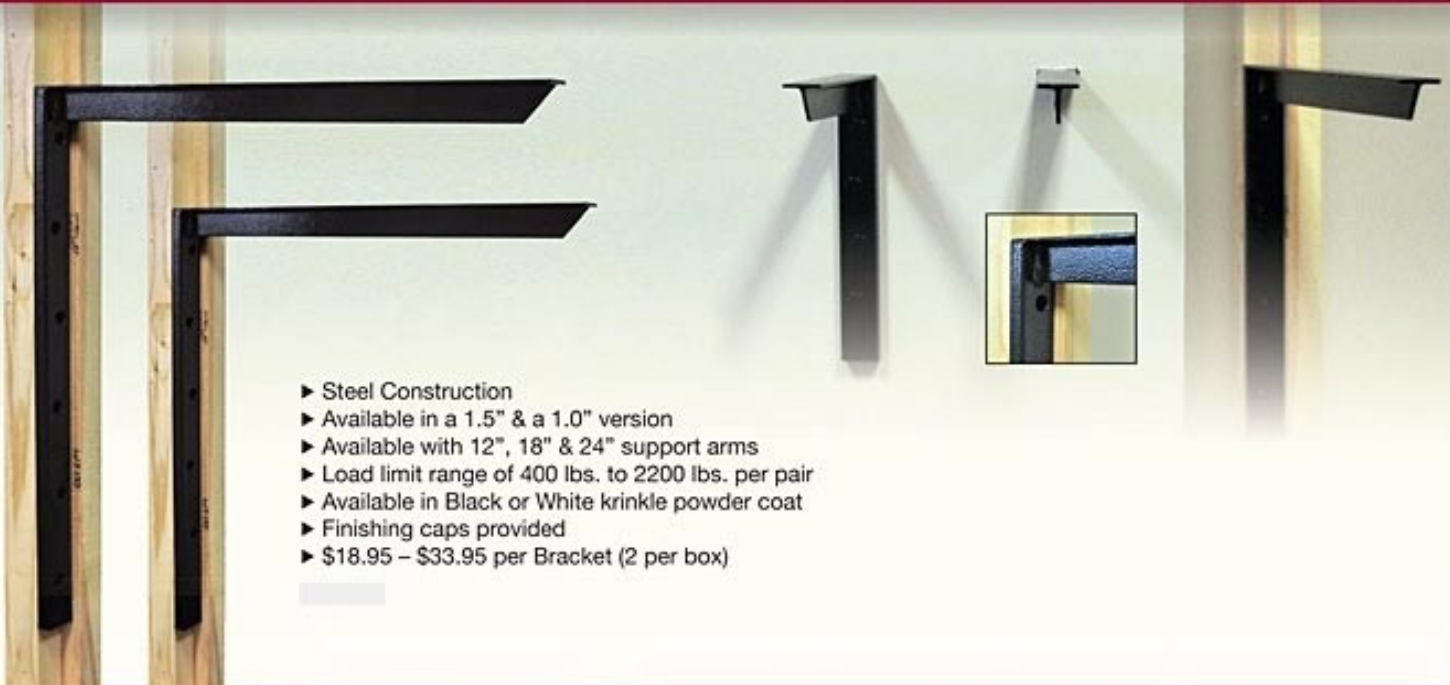 ▶ Steel Construction
▶ Available in a 1.5” & a 1.0” version
▶ Available with 12”, 18” & 24” support arms
▶ Load limit range of 400 lbs. to 2200 lbs. per pair
▶ Available in Black or White krinkle powder coat
▶ Finishing caps provided
▶ $18.95 – $33.95 per Bracket (2 per box)